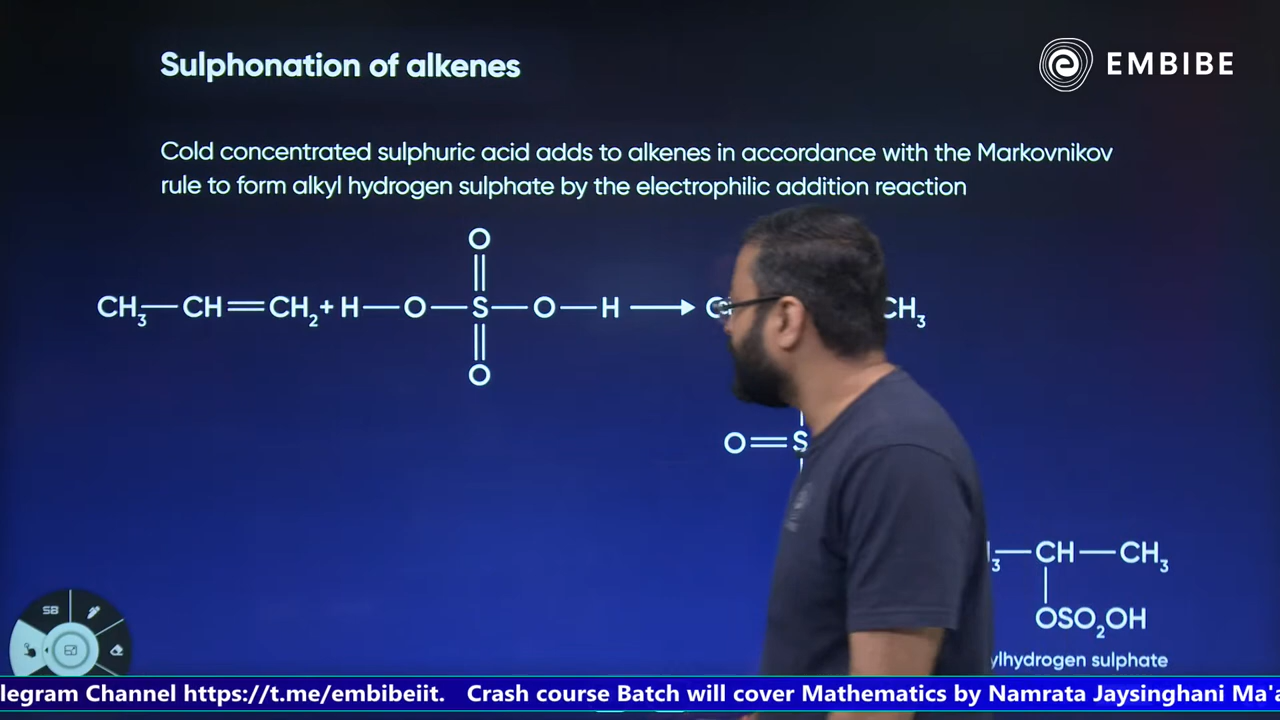 Sulphonation of alkenes
EMBIBE
Cold concentrated sulphuric acid adds to alkenes in accordance with the Markovnikov
rule to form alkyl hydrogen sulphate by the electrophilic addition reaction
O
CH₃—CH=CH₂+ H—O—S—O—H ⟶ CH₃
O
O=S
₃—CH—CH₃
OSO₂OH
ylhydrogen sulphate
SB
legram Channel https://t.me/embibeiit. Crash course Batch will cover Mathematics by Namrata Jaysinghani Ma'a